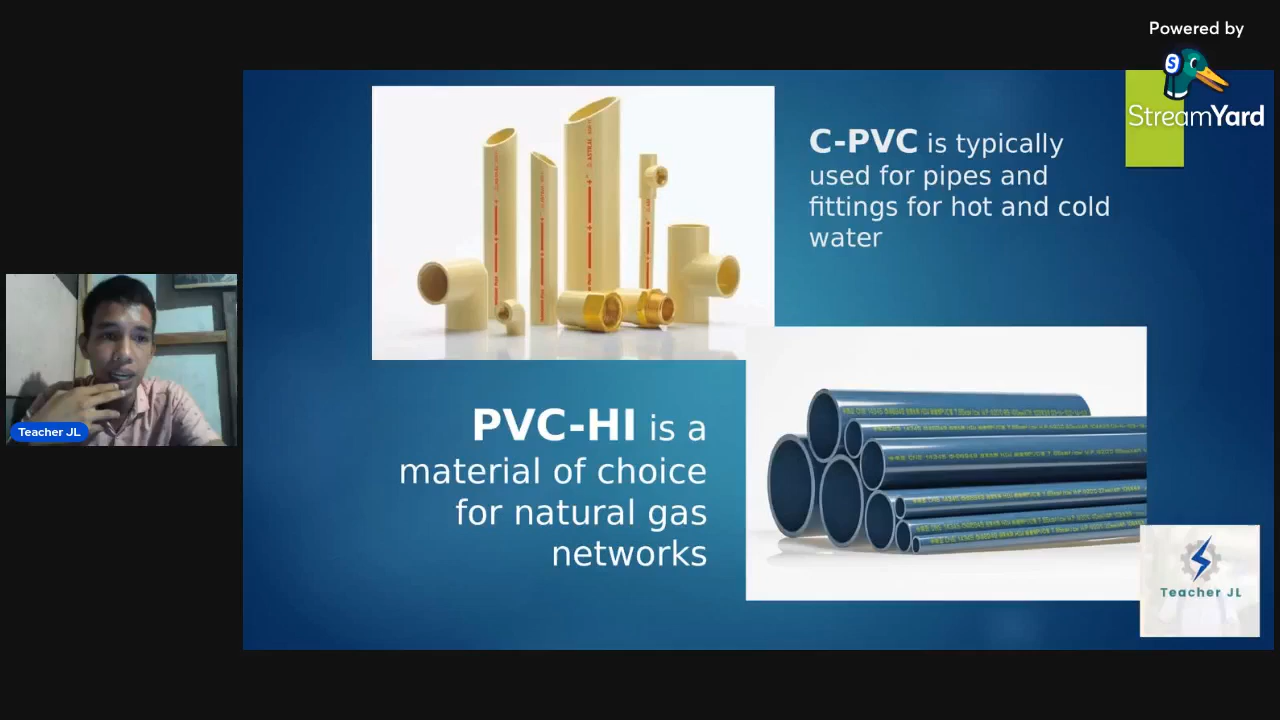 Powered by
StreamYard
C-PVC is typically
used for pipes and
fittings for hot and cold
water
PVC-HI is a
material of choice
for natural gas
networks
Teacher JL
Teacher JL